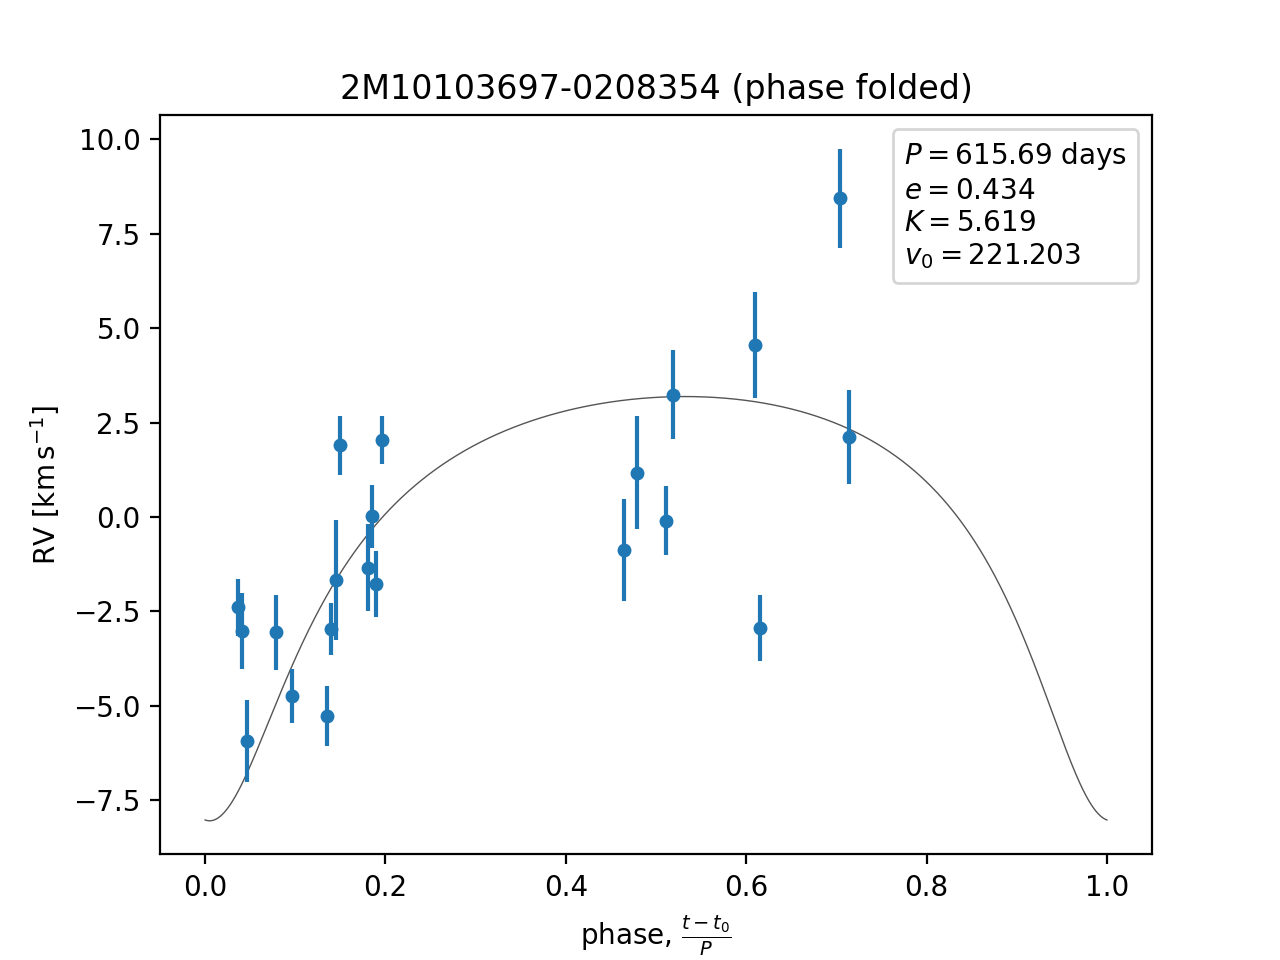 2M10103697-0208354 (phase folded)
P = 615.69 days
e = 0.434
K = 5.619
v₀ = 221.203
10.0
7.5
5.0
2.5
0.0
−2.5
−5.0
−7.5
RV [km s⁻¹]
0.0 0.2 0.4 0.6 0.8 1.0
phase, (t − t₀)/P